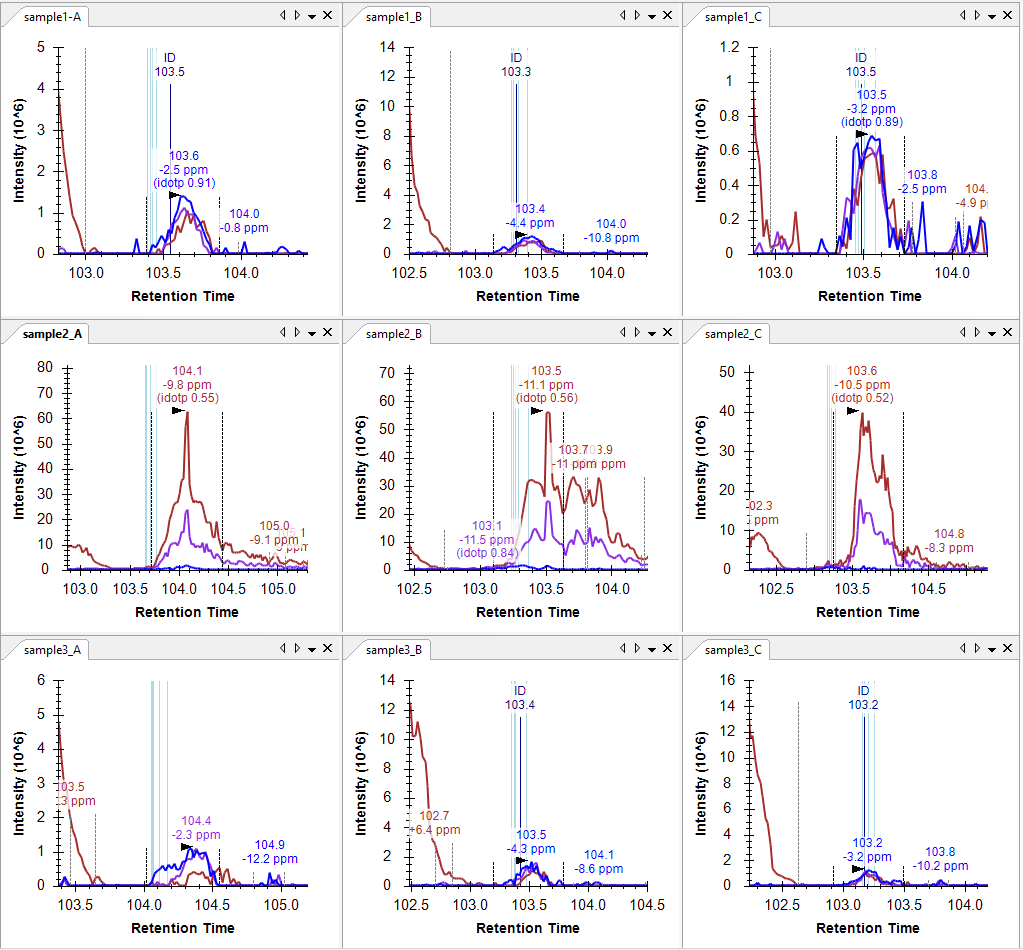 sample1-A
5
4
3
2
1
0
Intensity (10^6)
ID
103.5
103.6
-2.5 ppm
(idotp 0.91)
104.0
-0.8 ppm
103.0 103.5 104.0
Retention Time
sample1_B
14
12
10
8
6
4
2
0
Intensity (10^6)
ID
103.3
103.4
-4.4 ppm
104.0
-10.8 ppm
102.5 103.0 103.5 104.0
Retention Time
sample1_C
1.2
1
0.8
0.6
0.4
0.2
0
Intensity (10^6)
ID
103.5
103.5
-3.2 ppm
(idotp 0.89)
103.8
-2.5 ppm
104.
-4.9 p
103.0 103.5 104.0
Retention Time
sample2_A
80
70
60
50
40
30
20
10
0
Intensity (10^6)
104.1
-9.8 ppm
(idotp 0.55)
105.0
-9.1 ppm
103.0 103.5 104.0 104.5 105.0
Retention Time
sample2_B
70
60
50
40
30
20
10
0
Intensity (10^6)
103.5
-11.1 ppm
(idotp 0.56)
103.7 3.9
-11 ppm ppm
103.1
-11.5 ppm
(idotp 0.84)
102.5 103.0 103.5 104.0
Retention Time
sample2_C
50
40
30
20
10
0
Intensity (10^6)
103.6
-10.5 ppm
(idotp 0.52)
02.3
ppm
104.8
-8.3 ppm
102.5 103.0 103.5 104.0 104.5
Retention Time
sample3_A
6
5
4
3
2
1
0
Intensity (10^6)
03.5
3 ppm
104.4
-2.3 ppm
104.9
-12.2 ppm
103.5 104.0 104.5 105.0
Retention Time
sample3_B
14
12
10
8
6
4
2
0
Intensity (10^6)
ID
103.4
102.7
+6.4 ppm
103.5
-4.3 ppm
104.1
-8.6 ppm
102.5 103.0 103.5 104.0 104.5
Retention Time
sample3_C
16
14
12
10
8
6
4
2
0
Intensity (10^6)
ID
103.2
103.2
-3.2 ppm
103.8
-10.2 ppm
102.5 103.0 103.5 104.0
Retention Time